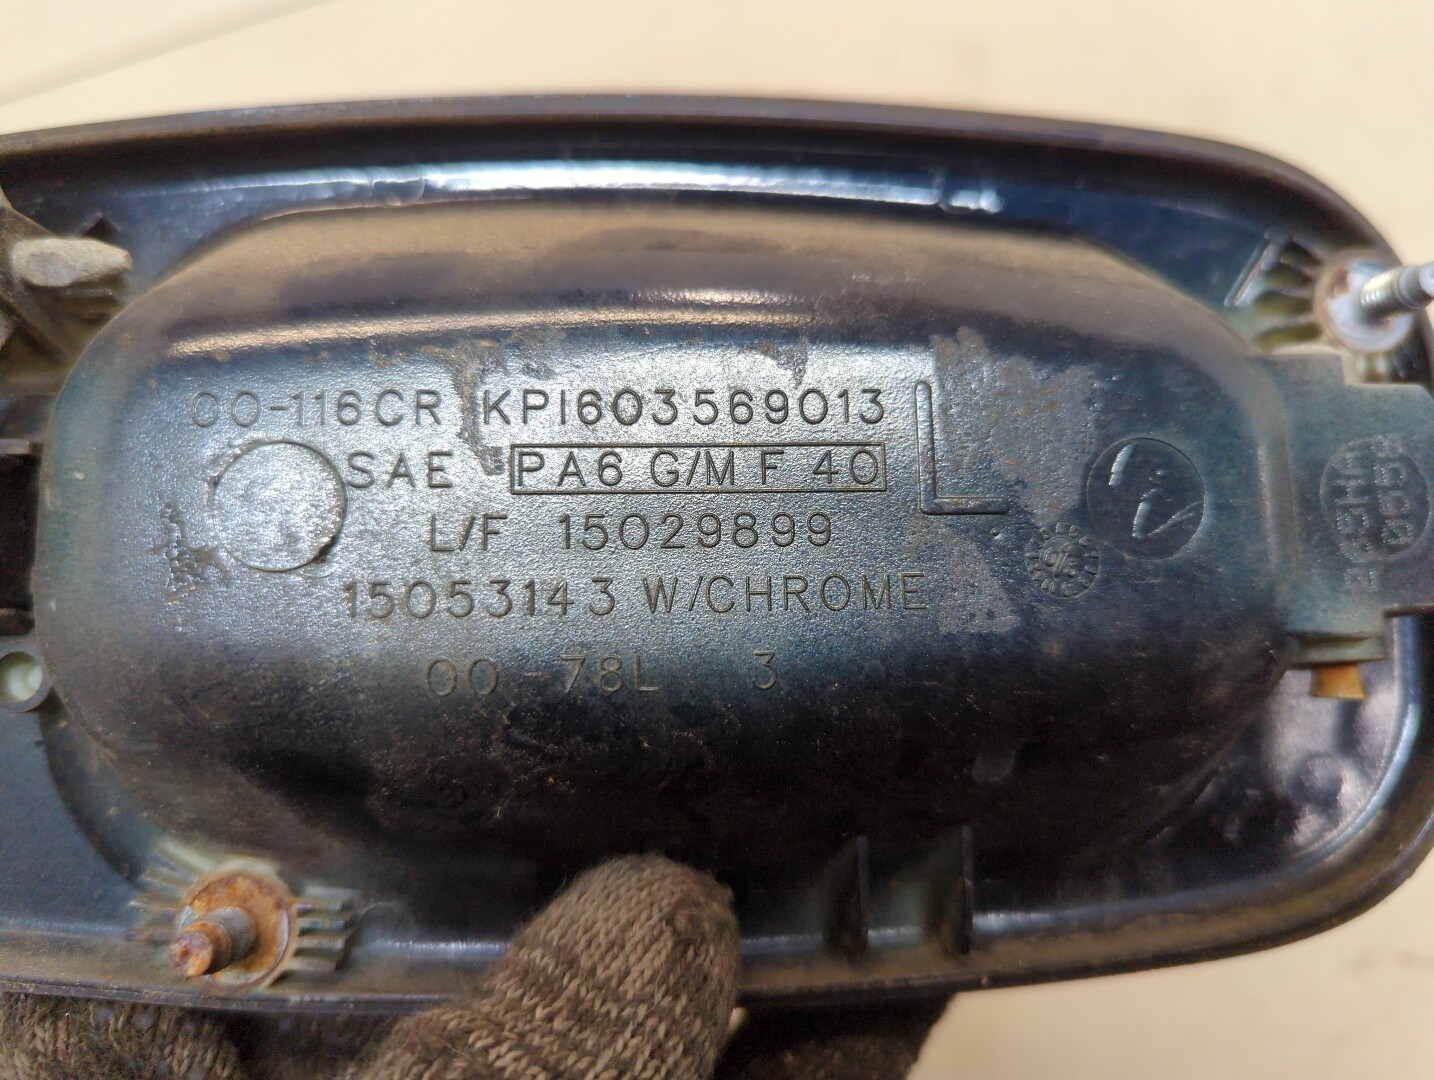 00-116CR KPI603569013
SAE PA6 G/M F 40
L
L/F 15029899
15053143 W/CHROME
00-78L 3